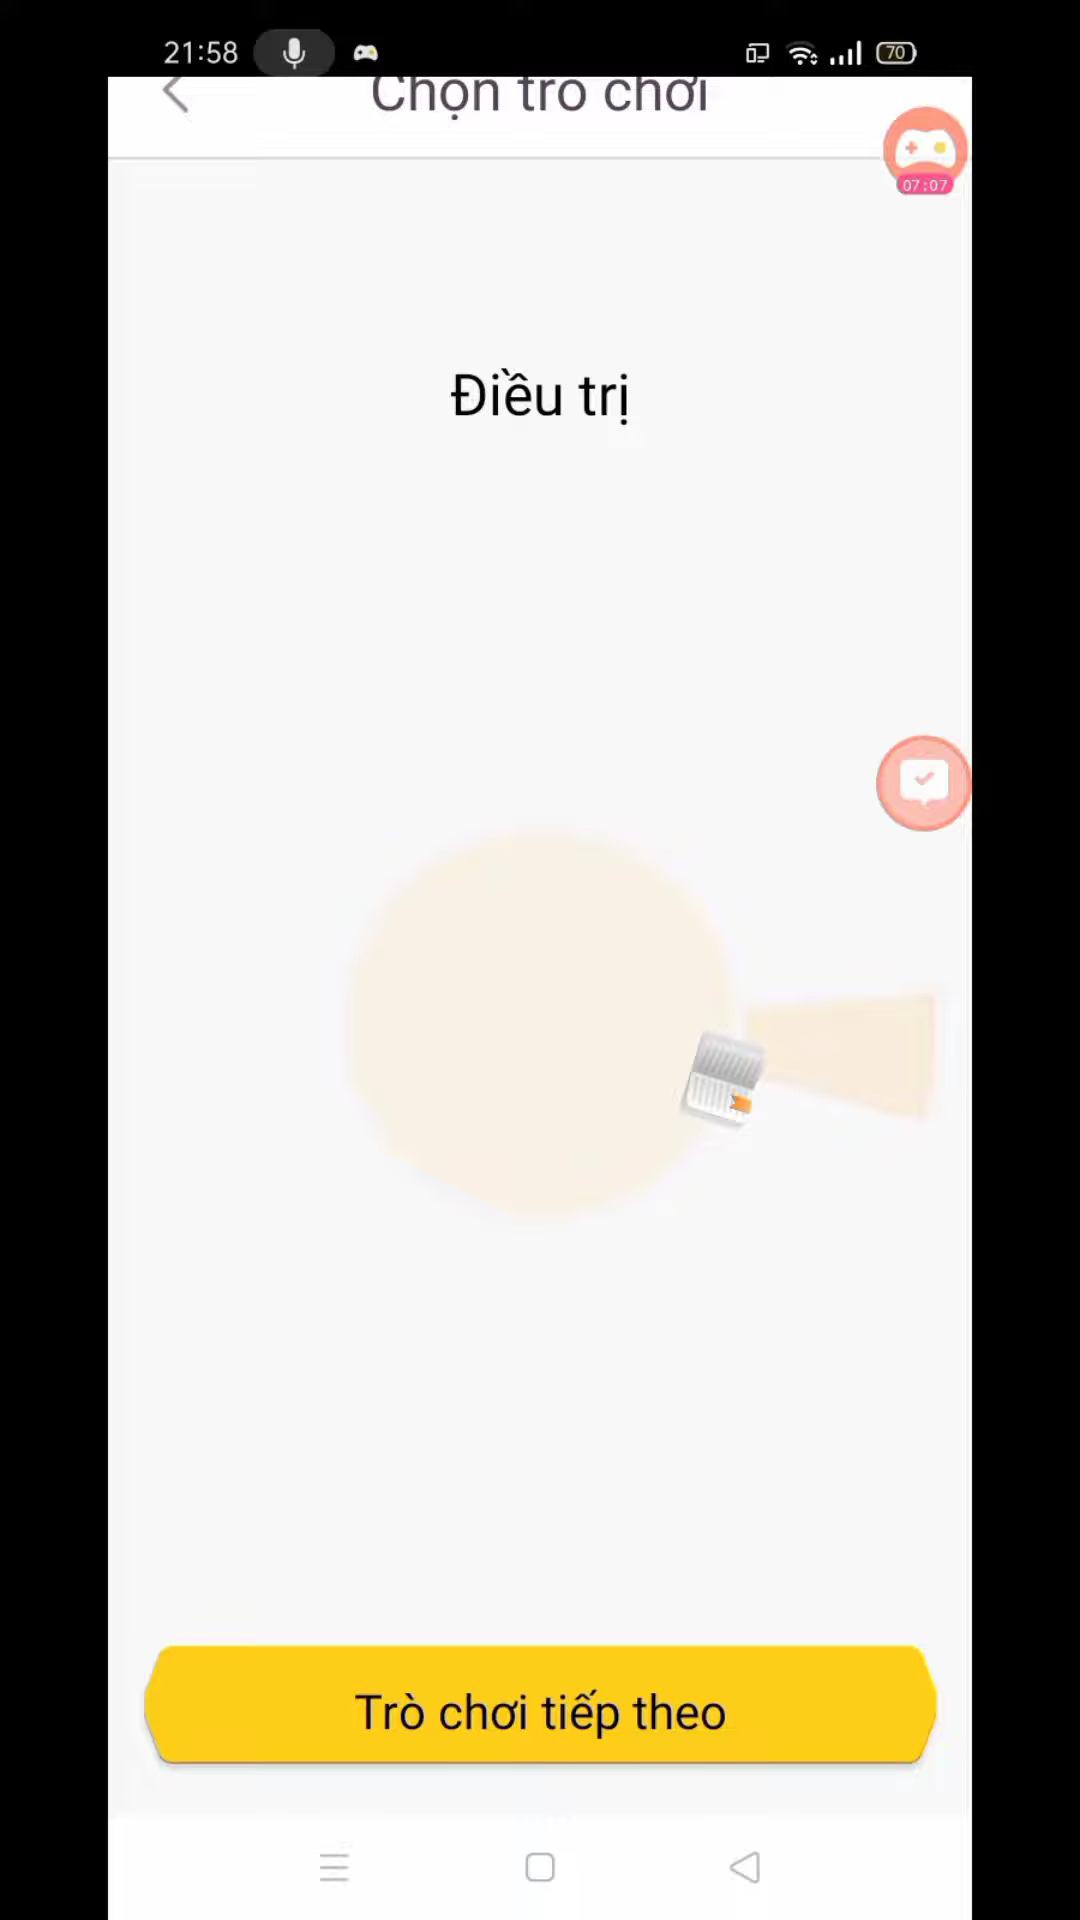 21:58
70
Chọn trò chơi
07:07
Điều trị
Trò chơi tiếp theo